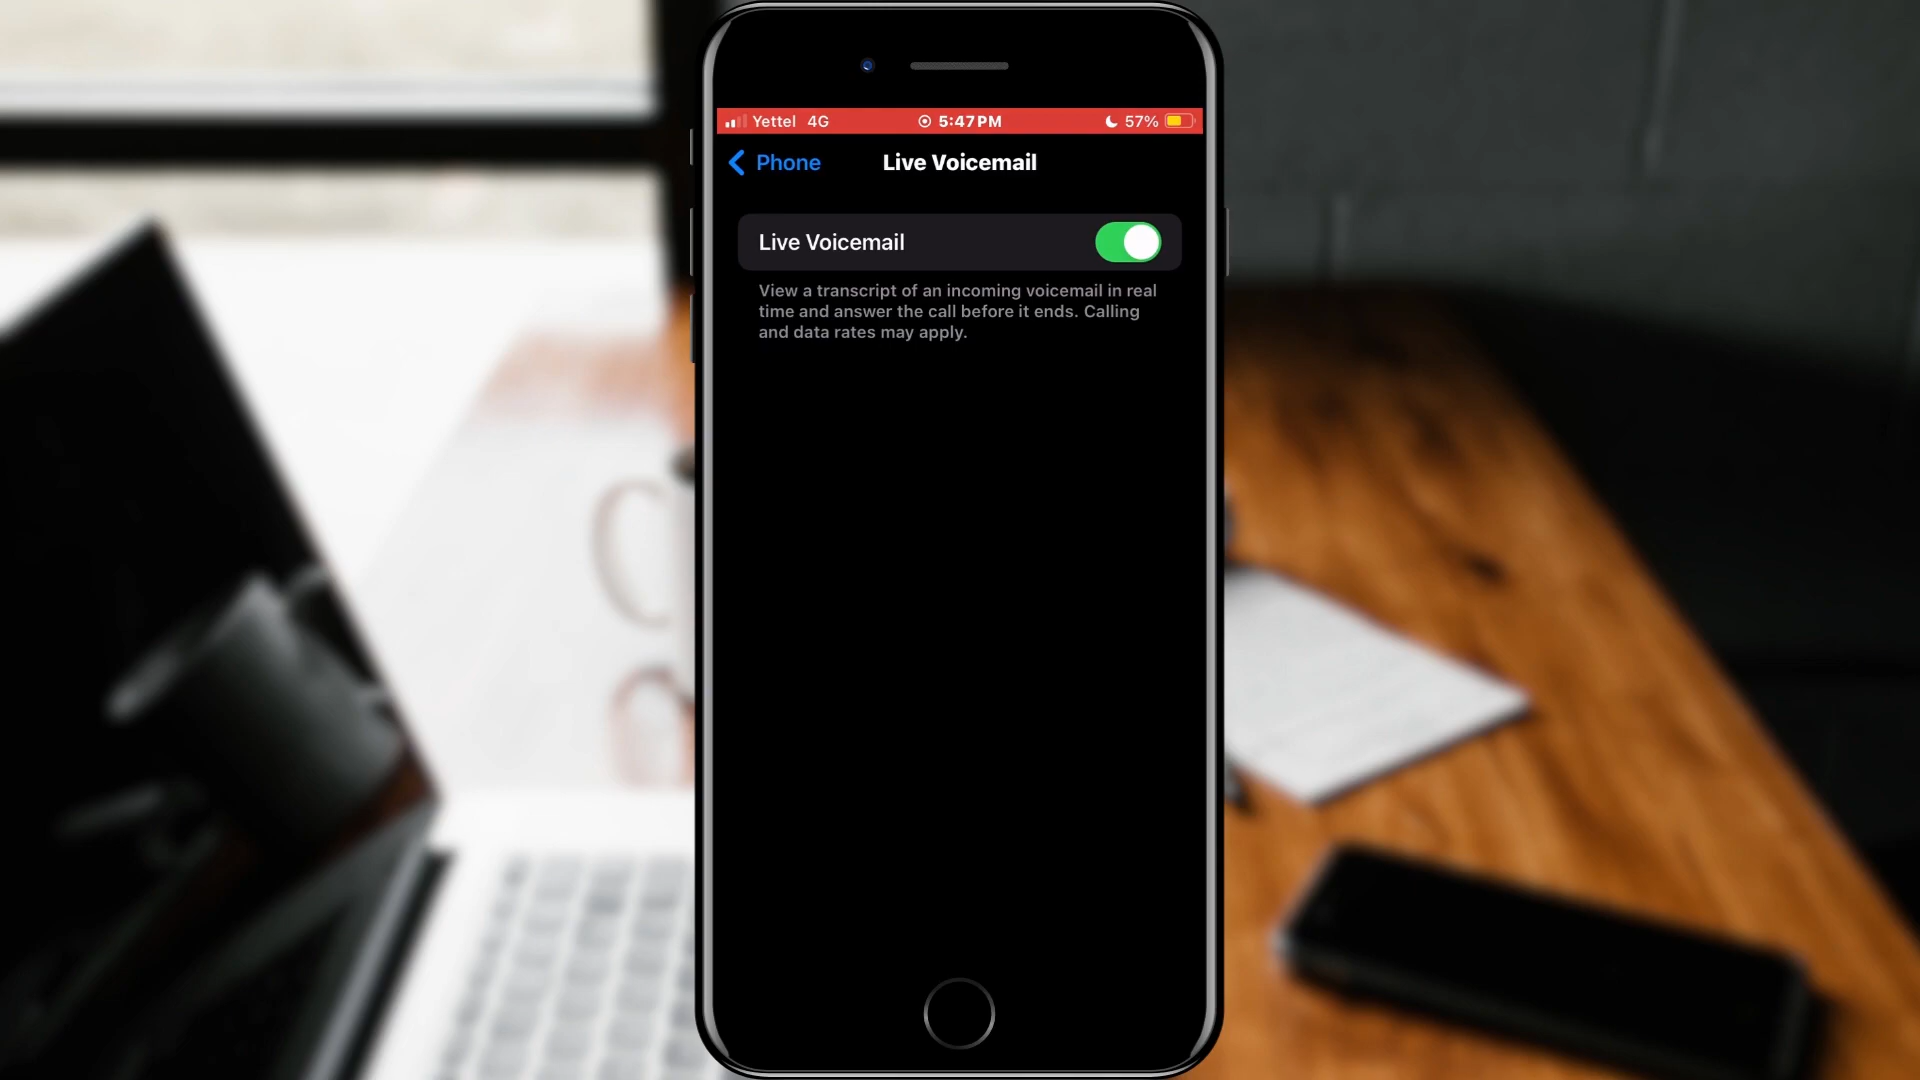 Yettel 4G 5:47 PM 57%
Phone Live Voicemail
Live Voicemail
View a transcript of an incoming voicemail in real
time and answer the call before it ends. Calling
and data rates may apply.